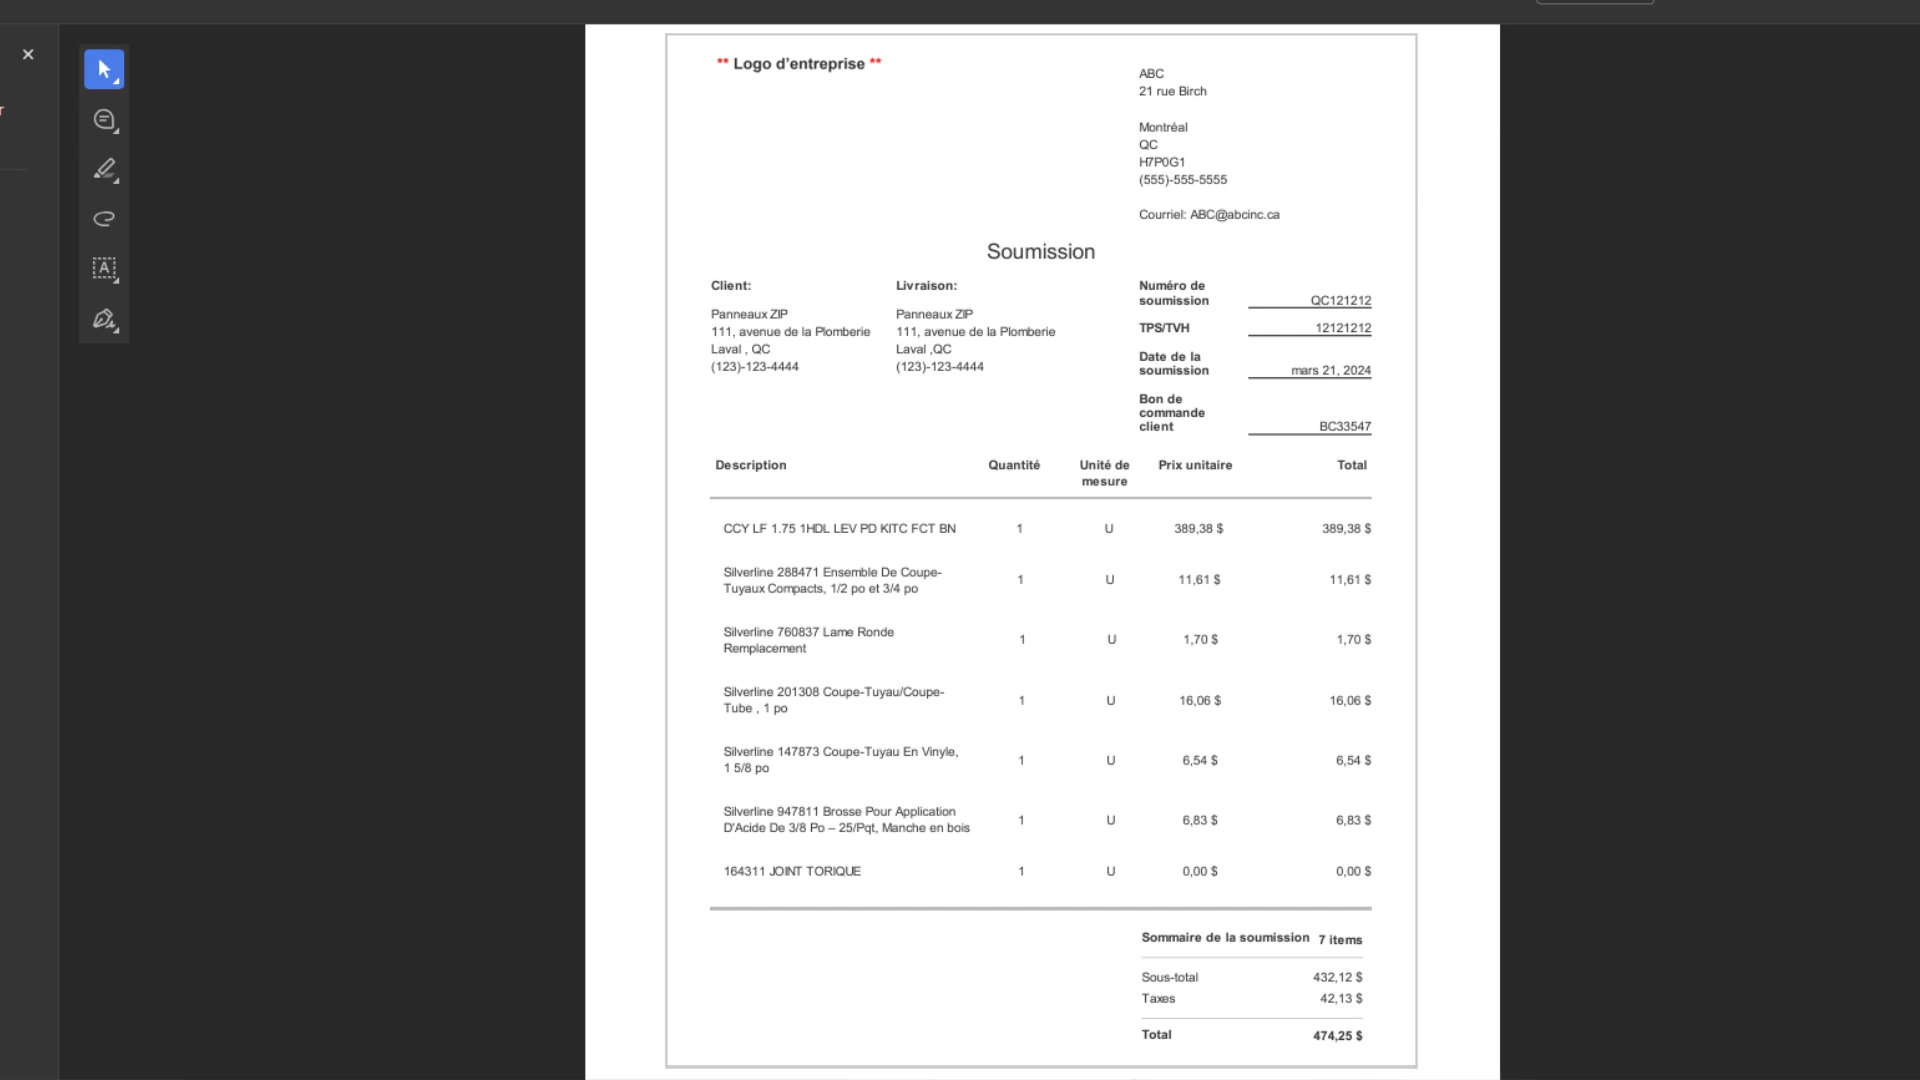 ** Logo d'entreprise **
ABC
21 rue Birch
Montréal
QC
H7P0G1
(555)-555-5555
Courriel: ABC@abcinc.ca
Soumission
Client:
Panneaux ZIP
111, avenue de la Plomberie
Laval , QC
(123)-123-4444
Livraison:
Panneaux ZIP
111, avenue de la Plomberie
Laval ,QC
(123)-123-4444
Numéro de
soumission QC121212
TPS/TVH 12121212
Date de la
soumission mars 21, 2024
Bon de
commande
client BC33547
Description Quantité Unité de mesure Prix unitaire Total
CCY LF 1.75 1HDL LEV PD KITC FCT BN 1 U 389,38 $ 389,38 $
Silverline 288471 Ensemble De Coupe-
Tuyaux Compacts, 1/2 po et 3/4 po 1 U 11,61 $ 11,61 $
Silverline 760837 Lame Ronde
Remplacement 1 U 1,70 $ 1,70 $
Silverline 201308 Coupe-Tuyau/Coupe-
Tube , 1 po 1 U 16,06 $ 16,06 $
Silverline 147873 Coupe-Tuyau En Vinyle,
1 5/8 po 1 U 6,54 $ 6,54 $
Silverline 947811 Brosse Pour Application
D'Acide De 3/8 Po – 25/Pqt, Manche en bois 1 U 6,83 $ 6,83 $
164311 JOINT TORIQUE 1 U 0,00 $ 0,00 $
Sommaire de la soumission 7 items
Sous-total 432,12 $
Taxes 42,13 $
Total 474,25 $